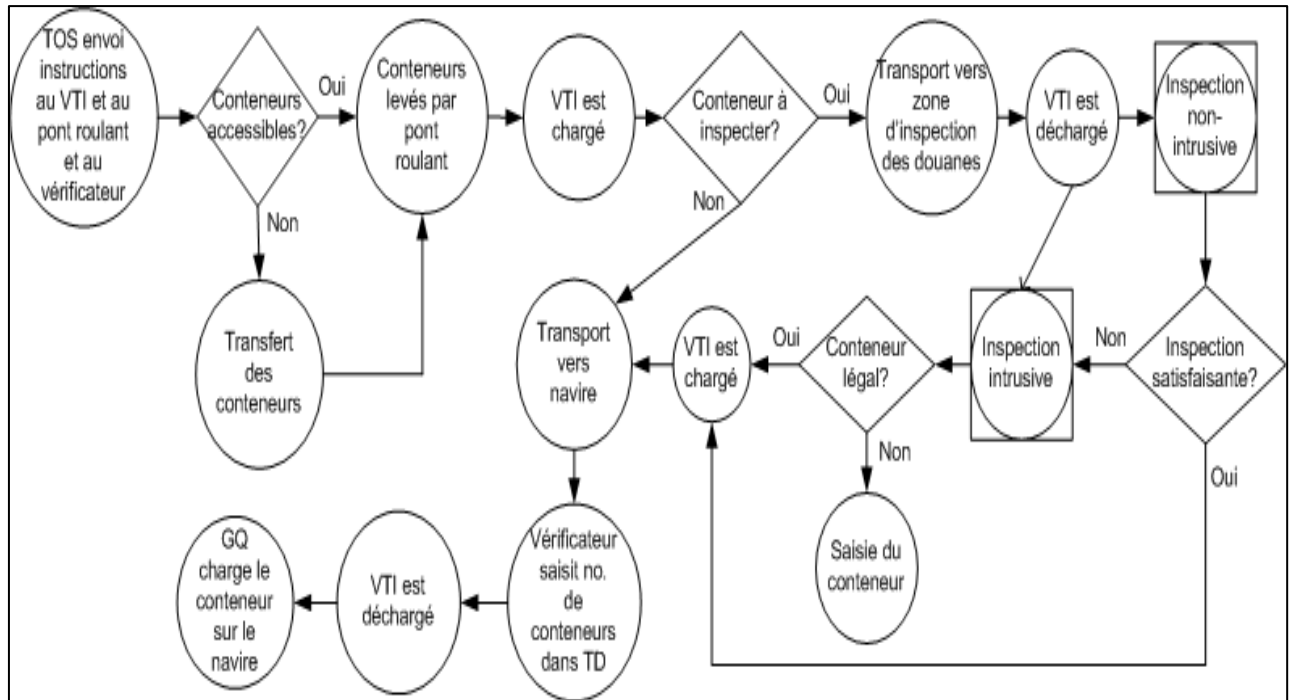 TOS envoi
instructions
au VTI et au
pont roulant
et au
vérificateur
Conteneurs
accessibles?
Oui
Non
Conteneurs
levés par
pont
roulant
VTI est
chargé
Conteneur à
inspecter?
Oui
Non
Transport vers
zone
d'inspection
des douanes
VTI est
déchargé
Inspection
non-
intrusive
Transfert
des
conteneurs
Transport
vers
navire
VTI est
chargé
Oui
Conteneur
légal?
Non
Inspection
intrusive
Non
Inspection
satisfaisante?
Oui
Saisie du
conteneur
GQ
charge le
conteneur
sur le
navire
VTI est
déchargé
Vérificateur
saisit no.
de
conteneurs
dans TD